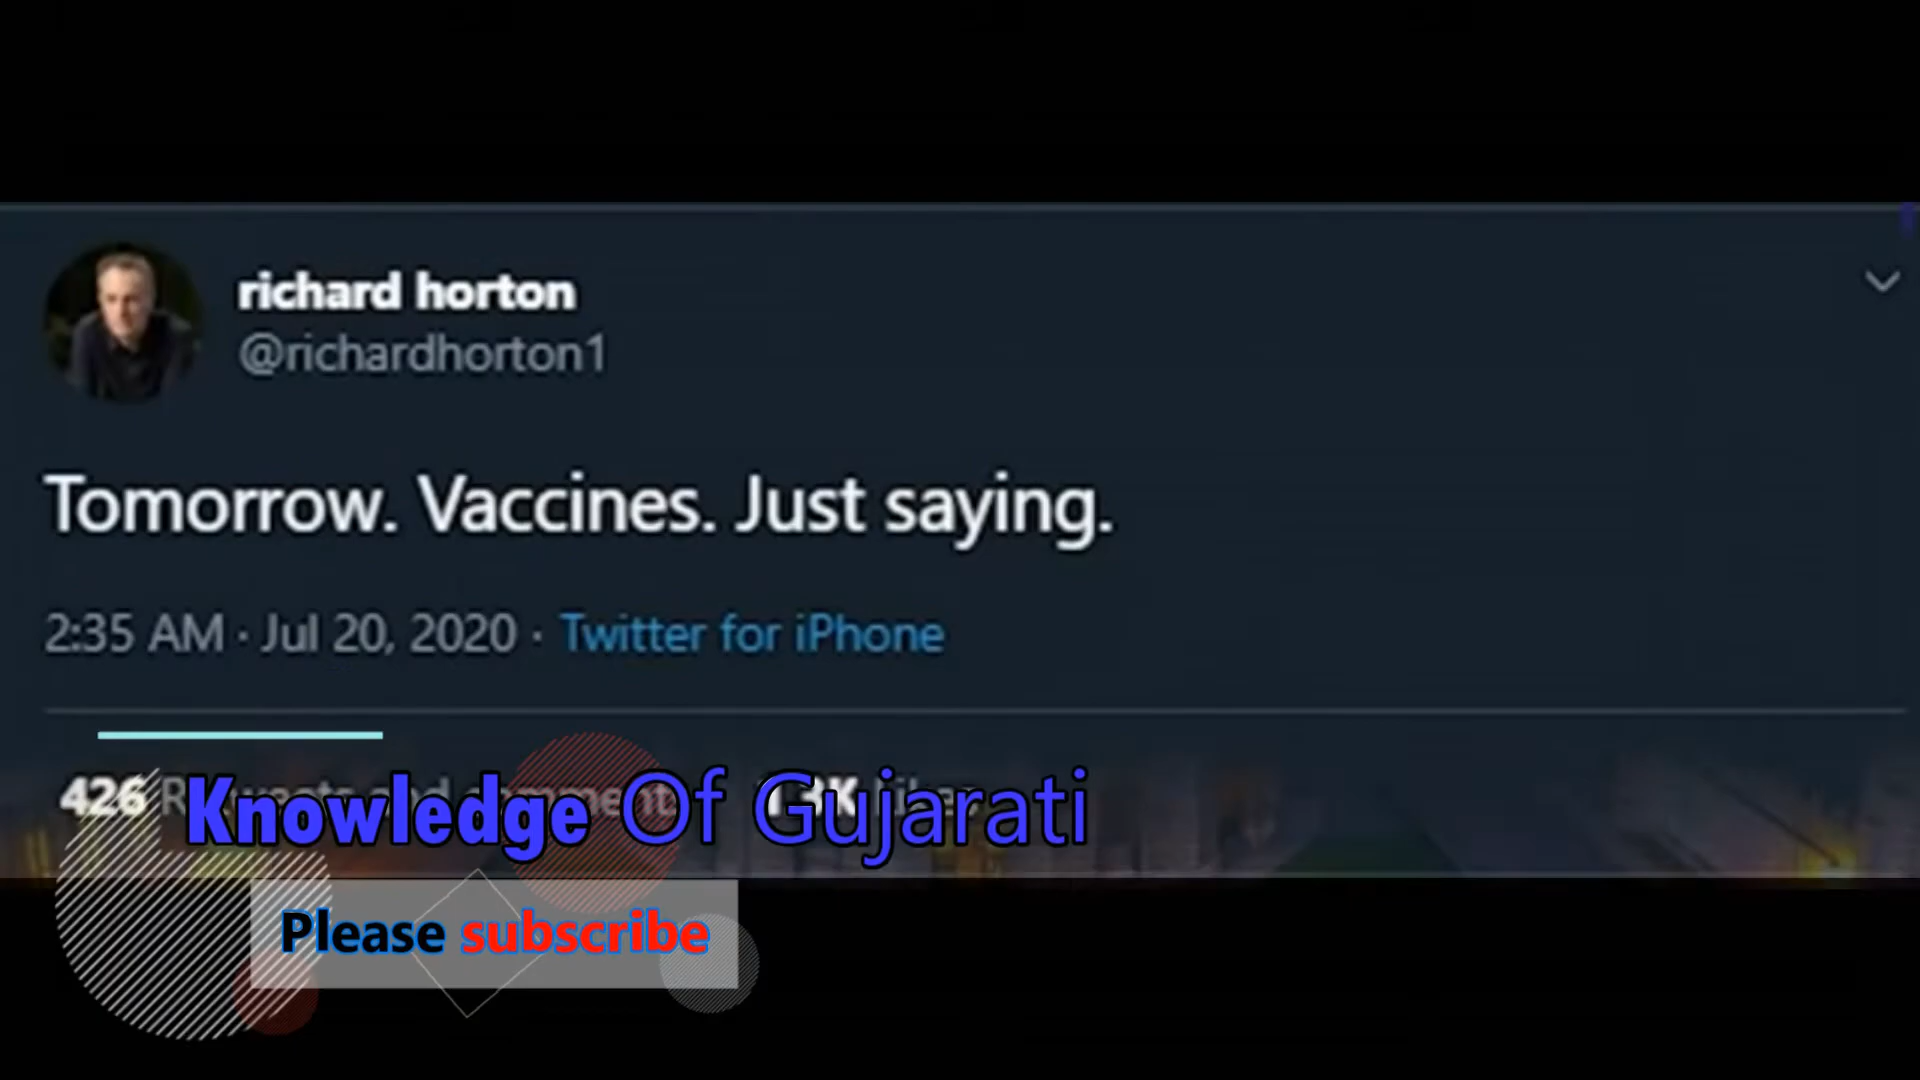 richard horton
@richardhorton1
Tomorrow. Vaccines. Just saying.
2:35 AM · Jul 20, 2020 · Twitter for iPhone
426
Knowledge Of Gujarati
Please subscribe